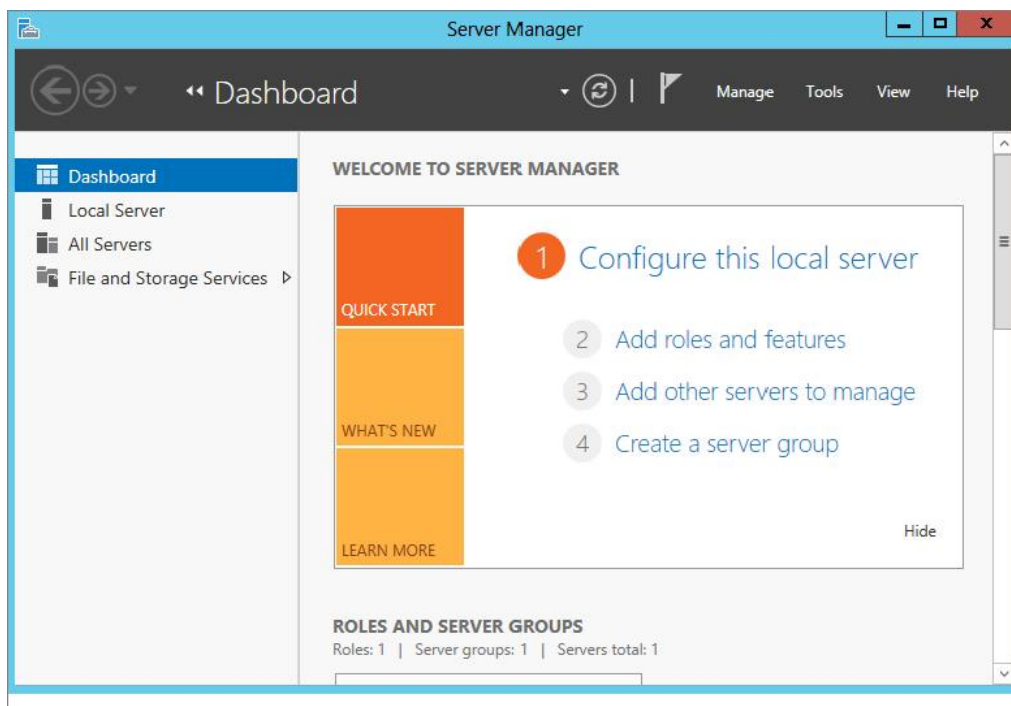 Server Manager
Dashboard
Manage Tools View Help
Dashboard
Local Server
All Servers
File and Storage Services
WELCOME TO SERVER MANAGER
QUICK START
WHAT'S NEW
LEARN MORE
1 Configure this local server
2 Add roles and features
3 Add other servers to manage
4 Create a server group
Hide
ROLES AND SERVER GROUPS
Roles: 1 | Server groups: 1 | Servers total: 1